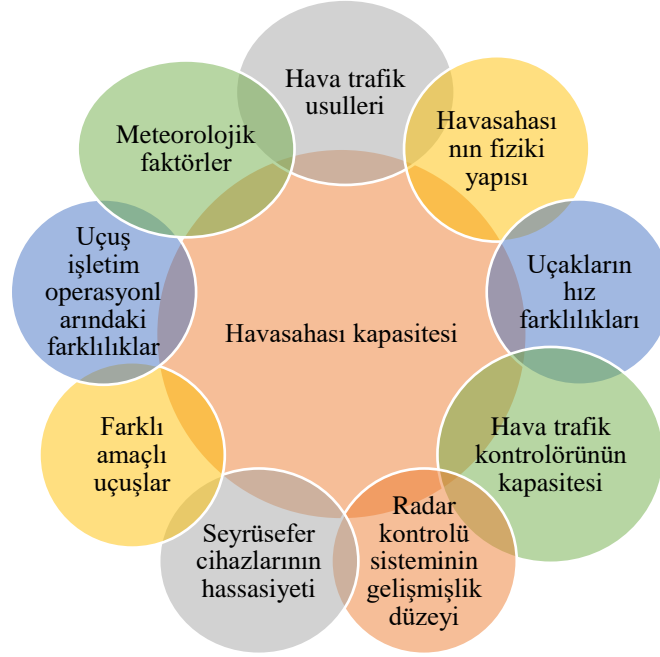 Hava trafik
usulleri
Havasahası
nın fiziki
yapısı
Uçakların
hız
farklılıkları
Hava trafik
kontrolörünün
kapasitesi
Radar
kontrolü
sisteminin
gelişmişlik
düzeyi
Seyrüsefer
cihazlarının
hassasiyeti
Farklı
amaçlı
uçuşlar
Uçuş
işletim
operasyonl
arındaki
farklılıklar
Meteorolojik
faktörler
Havasahası kapasitesi